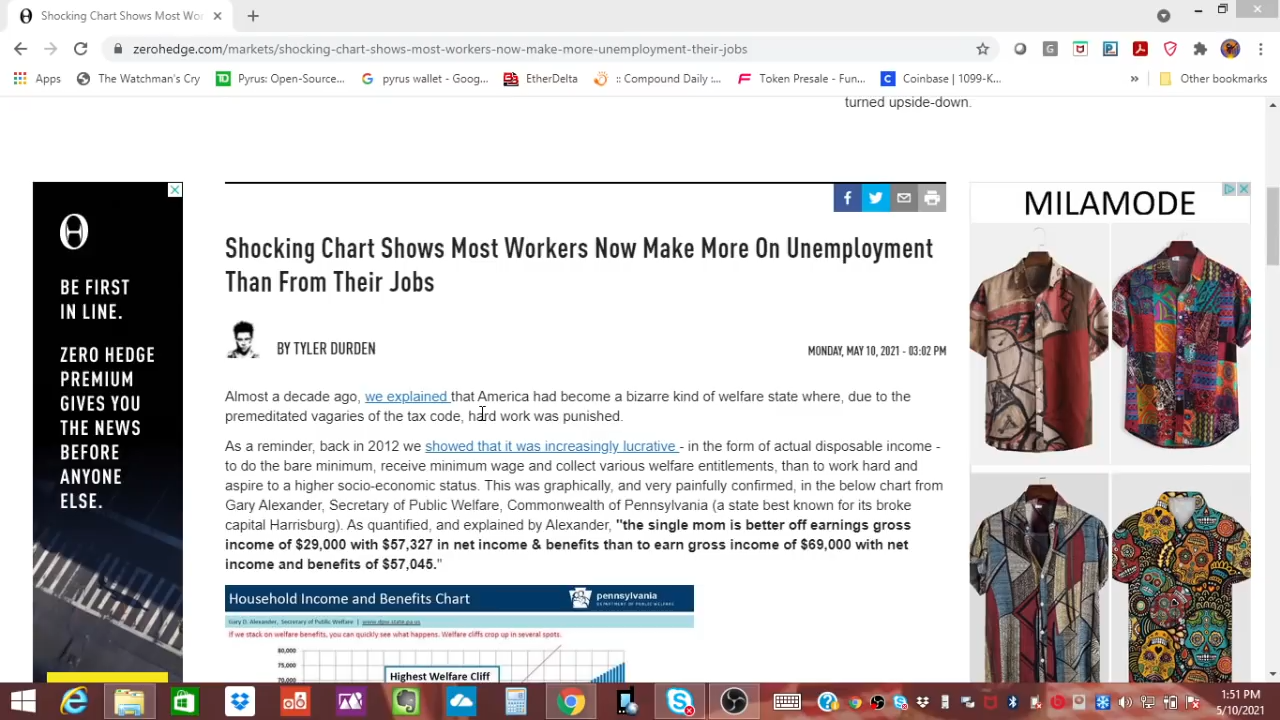 Shocking Chart Shows Most Wor
zerohedge.com/markets/shocking-chart-shows-most-workers-now-make-more-unemployment-their-jobs
Apps
The Watchman's Cry
Pyrus: Open-Source...
pyrus wallet - Goog...
EtherDelta
:: Compound Daily :...
Token Presale - Fun...
Coinbase | 1099-K...
»
Other bookmarks
turned upside-down.
BE FIRST
IN LINE.
ZERO HEDGE
PREMIUM
GIVES YOU
THE NEWS
BEFORE
ANYONE
ELSE.
Shocking Chart Shows Most Workers Now Make More On Unemployment
Than From Their Jobs
BY TYLER DURDEN
MONDAY, MAY 10, 2021 - 03:02 PM
Almost a decade ago, we explained that America had become a bizarre kind of welfare state where, due to the
premeditated vagaries of the tax code, hard work was punished.
As a reminder, back in 2012 we showed that it was increasingly lucrative - in the form of actual disposable income -
to do the bare minimum, receive minimum wage and collect various welfare entitlements, than to work hard and
aspire to a higher socio-economic status. This was graphically, and very painfully confirmed, in the below chart from
Gary Alexander, Secretary of Public Welfare, Commonwealth of Pennsylvania (a state best known for its broke
capital Harrisburg). As quantified, and explained by Alexander, "the single mom is better off earnings gross
income of $29,000 with $57,327 in net income & benefits than to earn gross income of $69,000 with net
income and benefits of $57,045."
Household Income and Benefits Chart
pennsylvania
DEPARTMENT OF PUBLIC WELFARE
Gary D. Alexander, Secretary of Public Welfare | www.dpw.state.pa.us
If we stack on welfare benefits, you can quickly see what happens. Welfare cliffs crop up in several spots.
80,000
75,000
Highest Welfare Cliff
MILAMODE
1:51 PM
5/10/2021